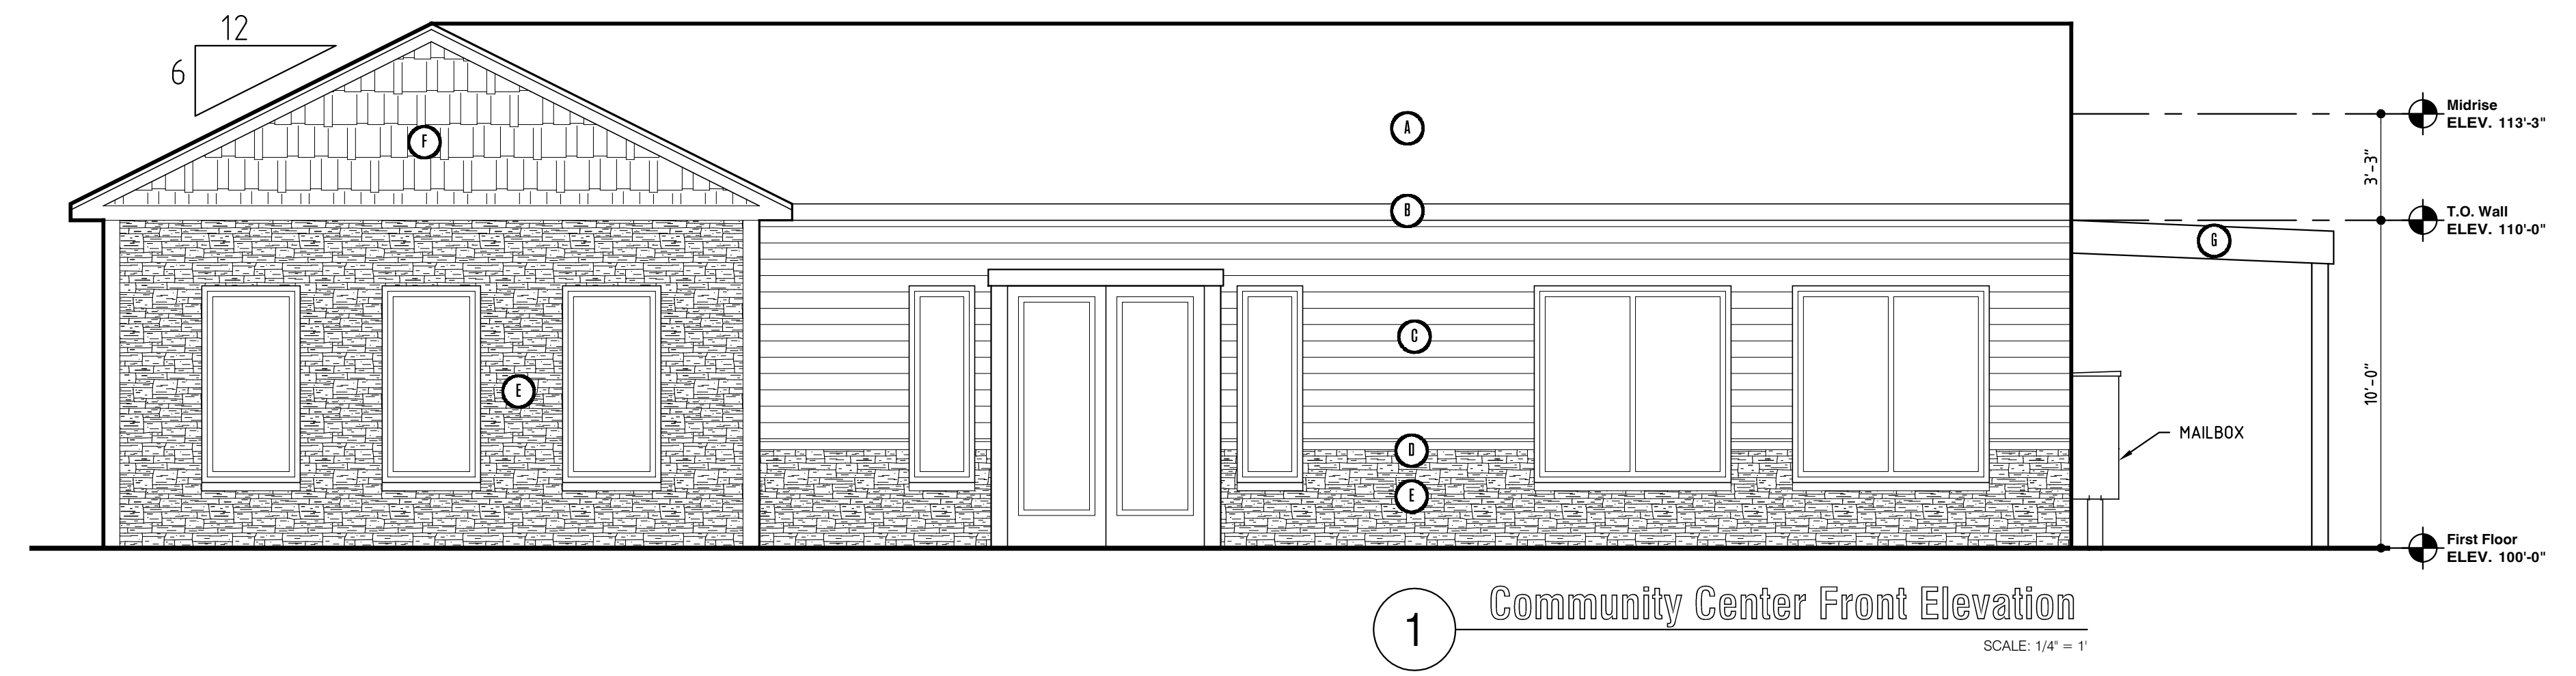 12
6
F
A
Midrise
ELEV. 113'-3"
3'-3"
B
T.O. Wall
ELEV. 110'-0"
G
C
E
10'-0"
D
MAILBOX
E
First Floor
ELEV. 100'-0"
1
Community Center Front Elevation
SCALE: 1/4" = 1'